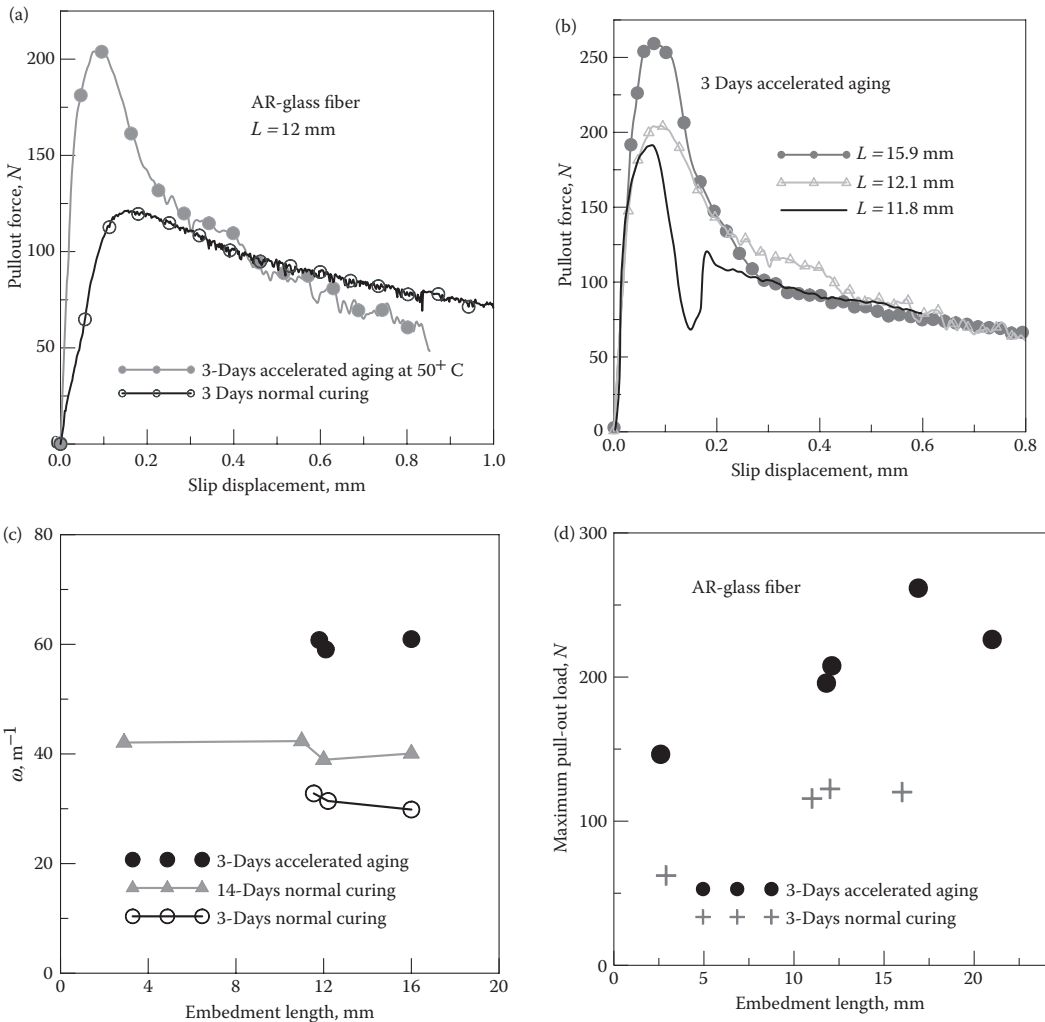 (a)
200
150
100
50
0
0.0
0.2
0.4
0.6
0.8
1.0
Pullout force, N
Slip displacement, mm
AR-glass fiber
L = 12 mm
3-Days accelerated aging at 50⁺ C
3 Days normal curing
(b)
250
200
150
100
50
0
0.0
0.2
0.4
0.6
0.8
Pullout force, N
Slip displacement, mm
3 Days accelerated aging
L = 15.9 mm
L = 12.1 mm
L = 11.8 mm
(c)
80
60
40
20
0
0
4
8
12
16
20
ω, m⁻¹
Embedment length, mm
3-Days accelerated aging
14-Days normal curing
3-Days normal curing
(d)
300
200
100
0
0
5
10
15
20
Maximum pull-out load, N
Embedment length, mm
AR-glass fiber
3-Days accelerated aging
3-Days normal curing